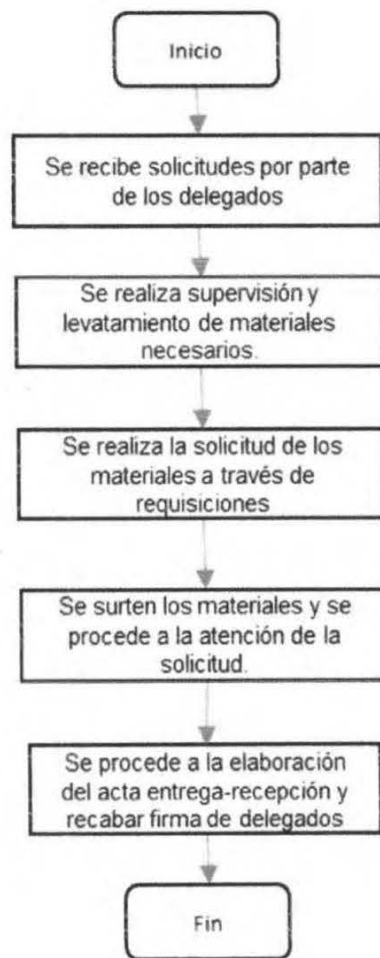 Inicio
Se recibe solicitudes por parte
de los delegados
Se realiza supervisión y
levatamiento de materiales
necesarios.
Se realiza la solicitud de los
materiales a través de
requisiciones
Se surten los materiales y se
procede a la atención de la
solicitud.
Se procede a la elaboración
del acta entrega-recepción y
recabar firma de delegados
Fin